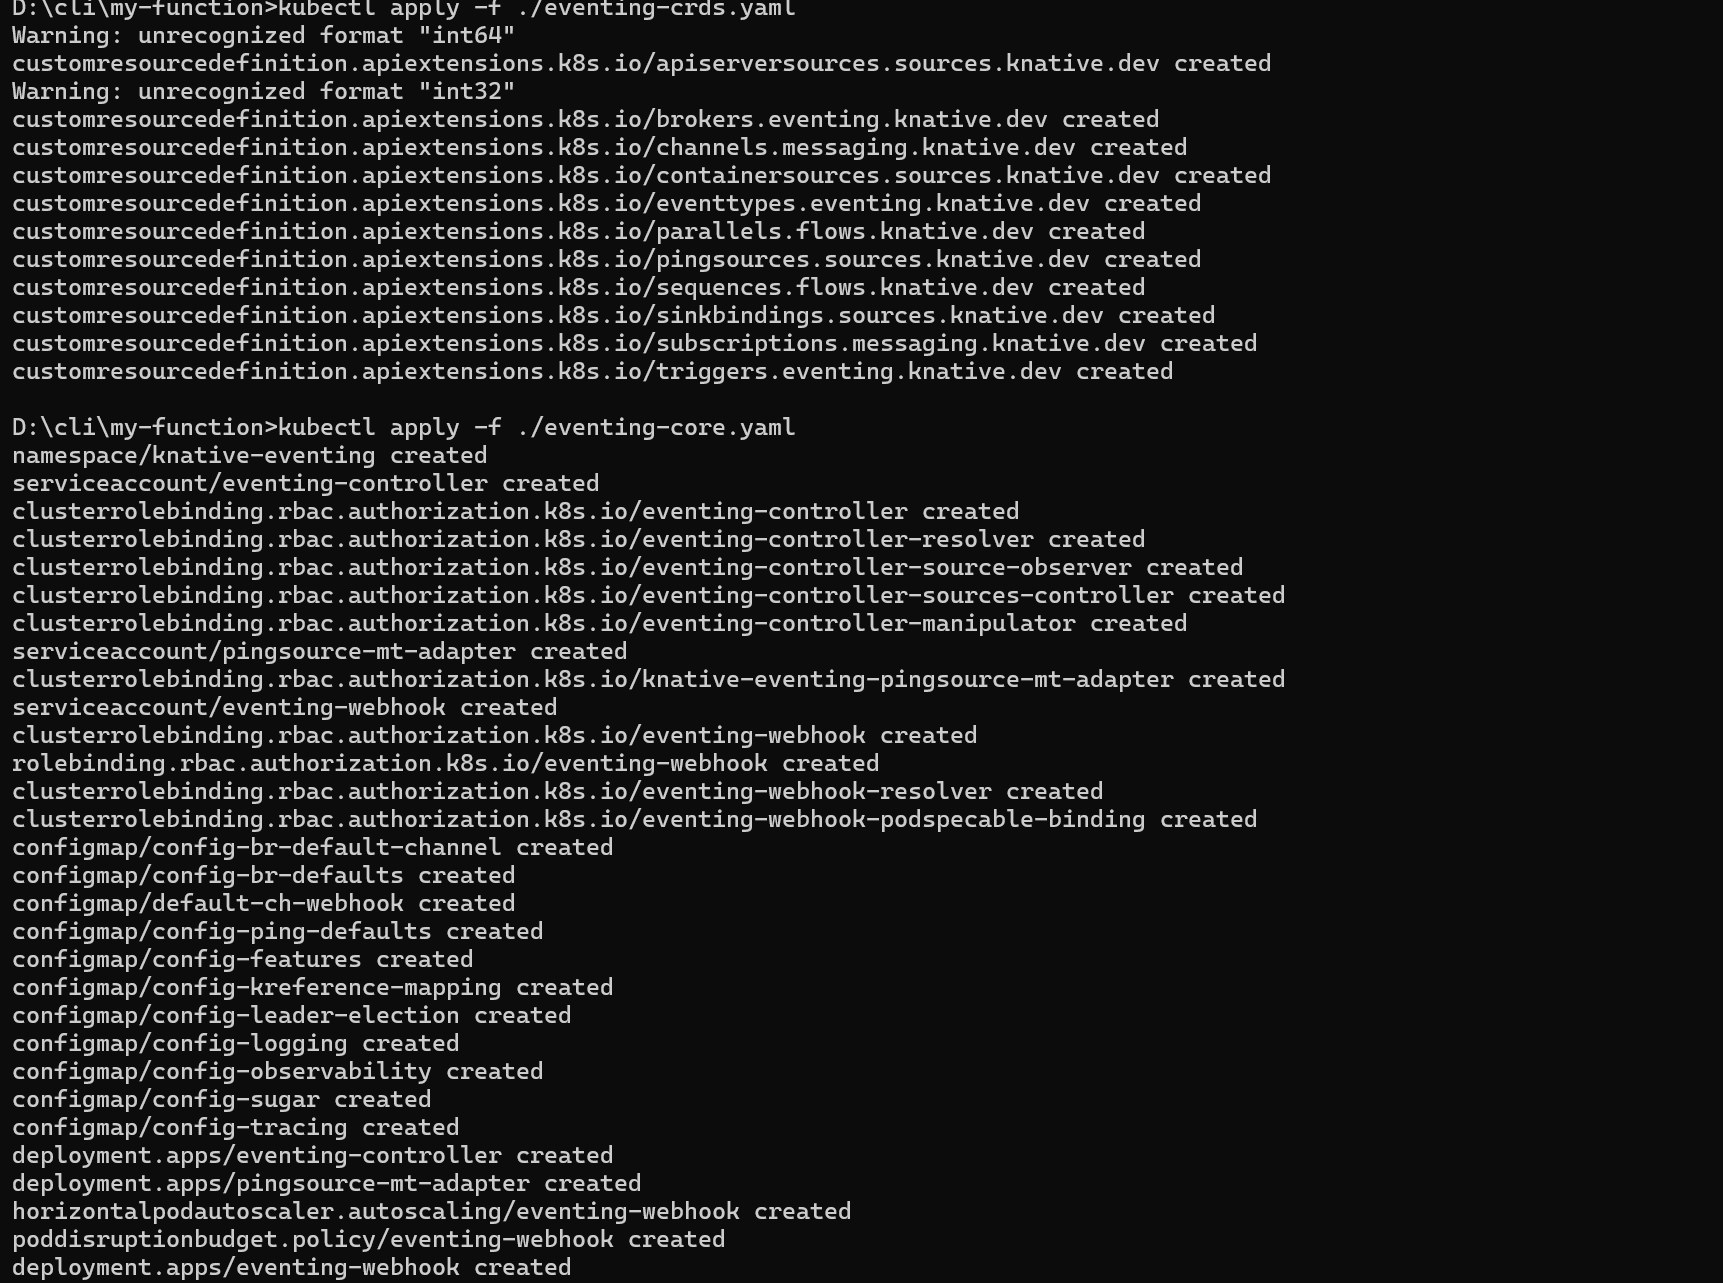 D:\cli\my-function>kubectl apply -f ./eventing-crds.yaml
Warning: unrecognized format "int64"
customresourcedefinition.apiextensions.k8s.io/apiserversources.sources.knative.dev created
Warning: unrecognized format "int32"
customresourcedefinition.apiextensions.k8s.io/brokers.eventing.knative.dev created
customresourcedefinition.apiextensions.k8s.io/channels.messaging.knative.dev created
customresourcedefinition.apiextensions.k8s.io/containersources.sources.knative.dev created
customresourcedefinition.apiextensions.k8s.io/eventtypes.eventing.knative.dev created
customresourcedefinition.apiextensions.k8s.io/parallels.flows.knative.dev created
customresourcedefinition.apiextensions.k8s.io/pingsources.sources.knative.dev created
customresourcedefinition.apiextensions.k8s.io/sequences.flows.knative.dev created
customresourcedefinition.apiextensions.k8s.io/sinkbindings.sources.knative.dev created
customresourcedefinition.apiextensions.k8s.io/subscriptions.messaging.knative.dev created
customresourcedefinition.apiextensions.k8s.io/triggers.eventing.knative.dev created
D:\cli\my-function>kubectl apply -f ./eventing-core.yaml
namespace/knative-eventing created
serviceaccount/eventing-controller created
clusterrolebinding.rbac.authorization.k8s.io/eventing-controller created
clusterrolebinding.rbac.authorization.k8s.io/eventing-controller-resolver created
clusterrolebinding.rbac.authorization.k8s.io/eventing-controller-source-observer created
clusterrolebinding.rbac.authorization.k8s.io/eventing-controller-sources-controller created
clusterrolebinding.rbac.authorization.k8s.io/eventing-controller-manipulator created
serviceaccount/pingsource-mt-adapter created
clusterrolebinding.rbac.authorization.k8s.io/knative-eventing-pingsource-mt-adapter created
serviceaccount/eventing-webhook created
clusterrolebinding.rbac.authorization.k8s.io/eventing-webhook created
rolebinding.rbac.authorization.k8s.io/eventing-webhook created
clusterrolebinding.rbac.authorization.k8s.io/eventing-webhook-resolver created
clusterrolebinding.rbac.authorization.k8s.io/eventing-webhook-podspecable-binding created
configmap/config-br-default-channel created
configmap/config-br-defaults created
configmap/default-ch-webhook created
configmap/config-ping-defaults created
configmap/config-features created
configmap/config-kreference-mapping created
configmap/config-leader-election created
configmap/config-logging created
configmap/config-observability created
configmap/config-sugar created
configmap/config-tracing created
deployment.apps/eventing-controller created
deployment.apps/pingsource-mt-adapter created
horizontalpodautoscaler.autoscaling/eventing-webhook created
poddisruptionbudget.policy/eventing-webhook created
deployment.apps/eventing-webhook created